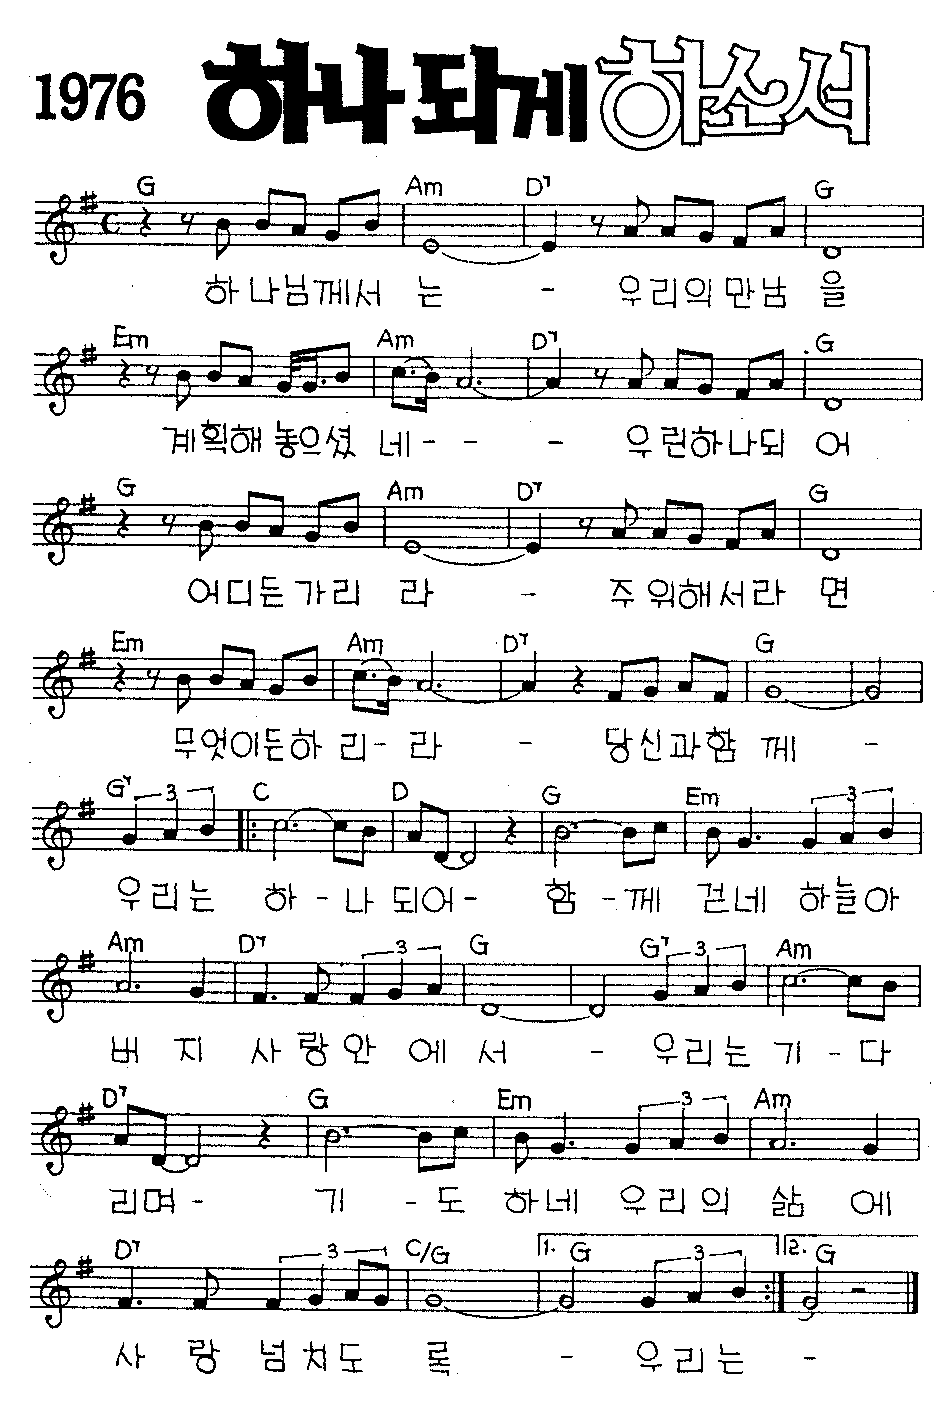 1976 하나 되게 하소서
G Am D7 G
하나님께서 는 - 우리의만남 을
Em Am D7 G
계획해 놓으셨 네 - - - 우린하나되 어
G Am D7 G
어디든가리 라 - 주위해서라 면
Em Am D7 G
무엇이든하 리 - 라 - 당신과함 께 -
G7 3 C D G Em 3
우리는 하 - 나 되어 - 함 - 께 걷네 하늘아
Am D7 3 G G7 3 Am
버 지 사 랑 안 에 서 - 우리는 기 - 다
D7 G Em 3 Am
리며 - 기 - 도 하네 우리의 삶 에
D7 3 C/G 1. G 3 2. G
사 랑 넘 쳐도 록 - 우리는 -